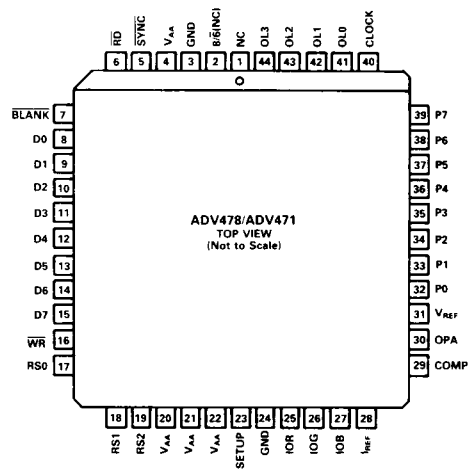 RD
SYNC
VAA
GND
8/6(NC)
NC
OL3
OL2
OL1
OL0
CLOCK
6
5
4
3
2
1
44
43
42
41
40
BLANK 7
D0 8
D1 9
D2 10
D3 11
D4 12
D5 13
D6 14
D7 15
WR 16
RS0 17
ADV478/ADV471
TOP VIEW
(Not to Scale)
39 P7
38 P6
37 P5
36 P4
35 P3
34 P2
33 P1
32 P0
31 VREF
30 OPA
29 COMP
18
19
20
21
22
23
24
25
26
27
28
RS1
RS2
VAA
VAA
VAA
SETUP
GND
IOR
IOG
IOB
IREF